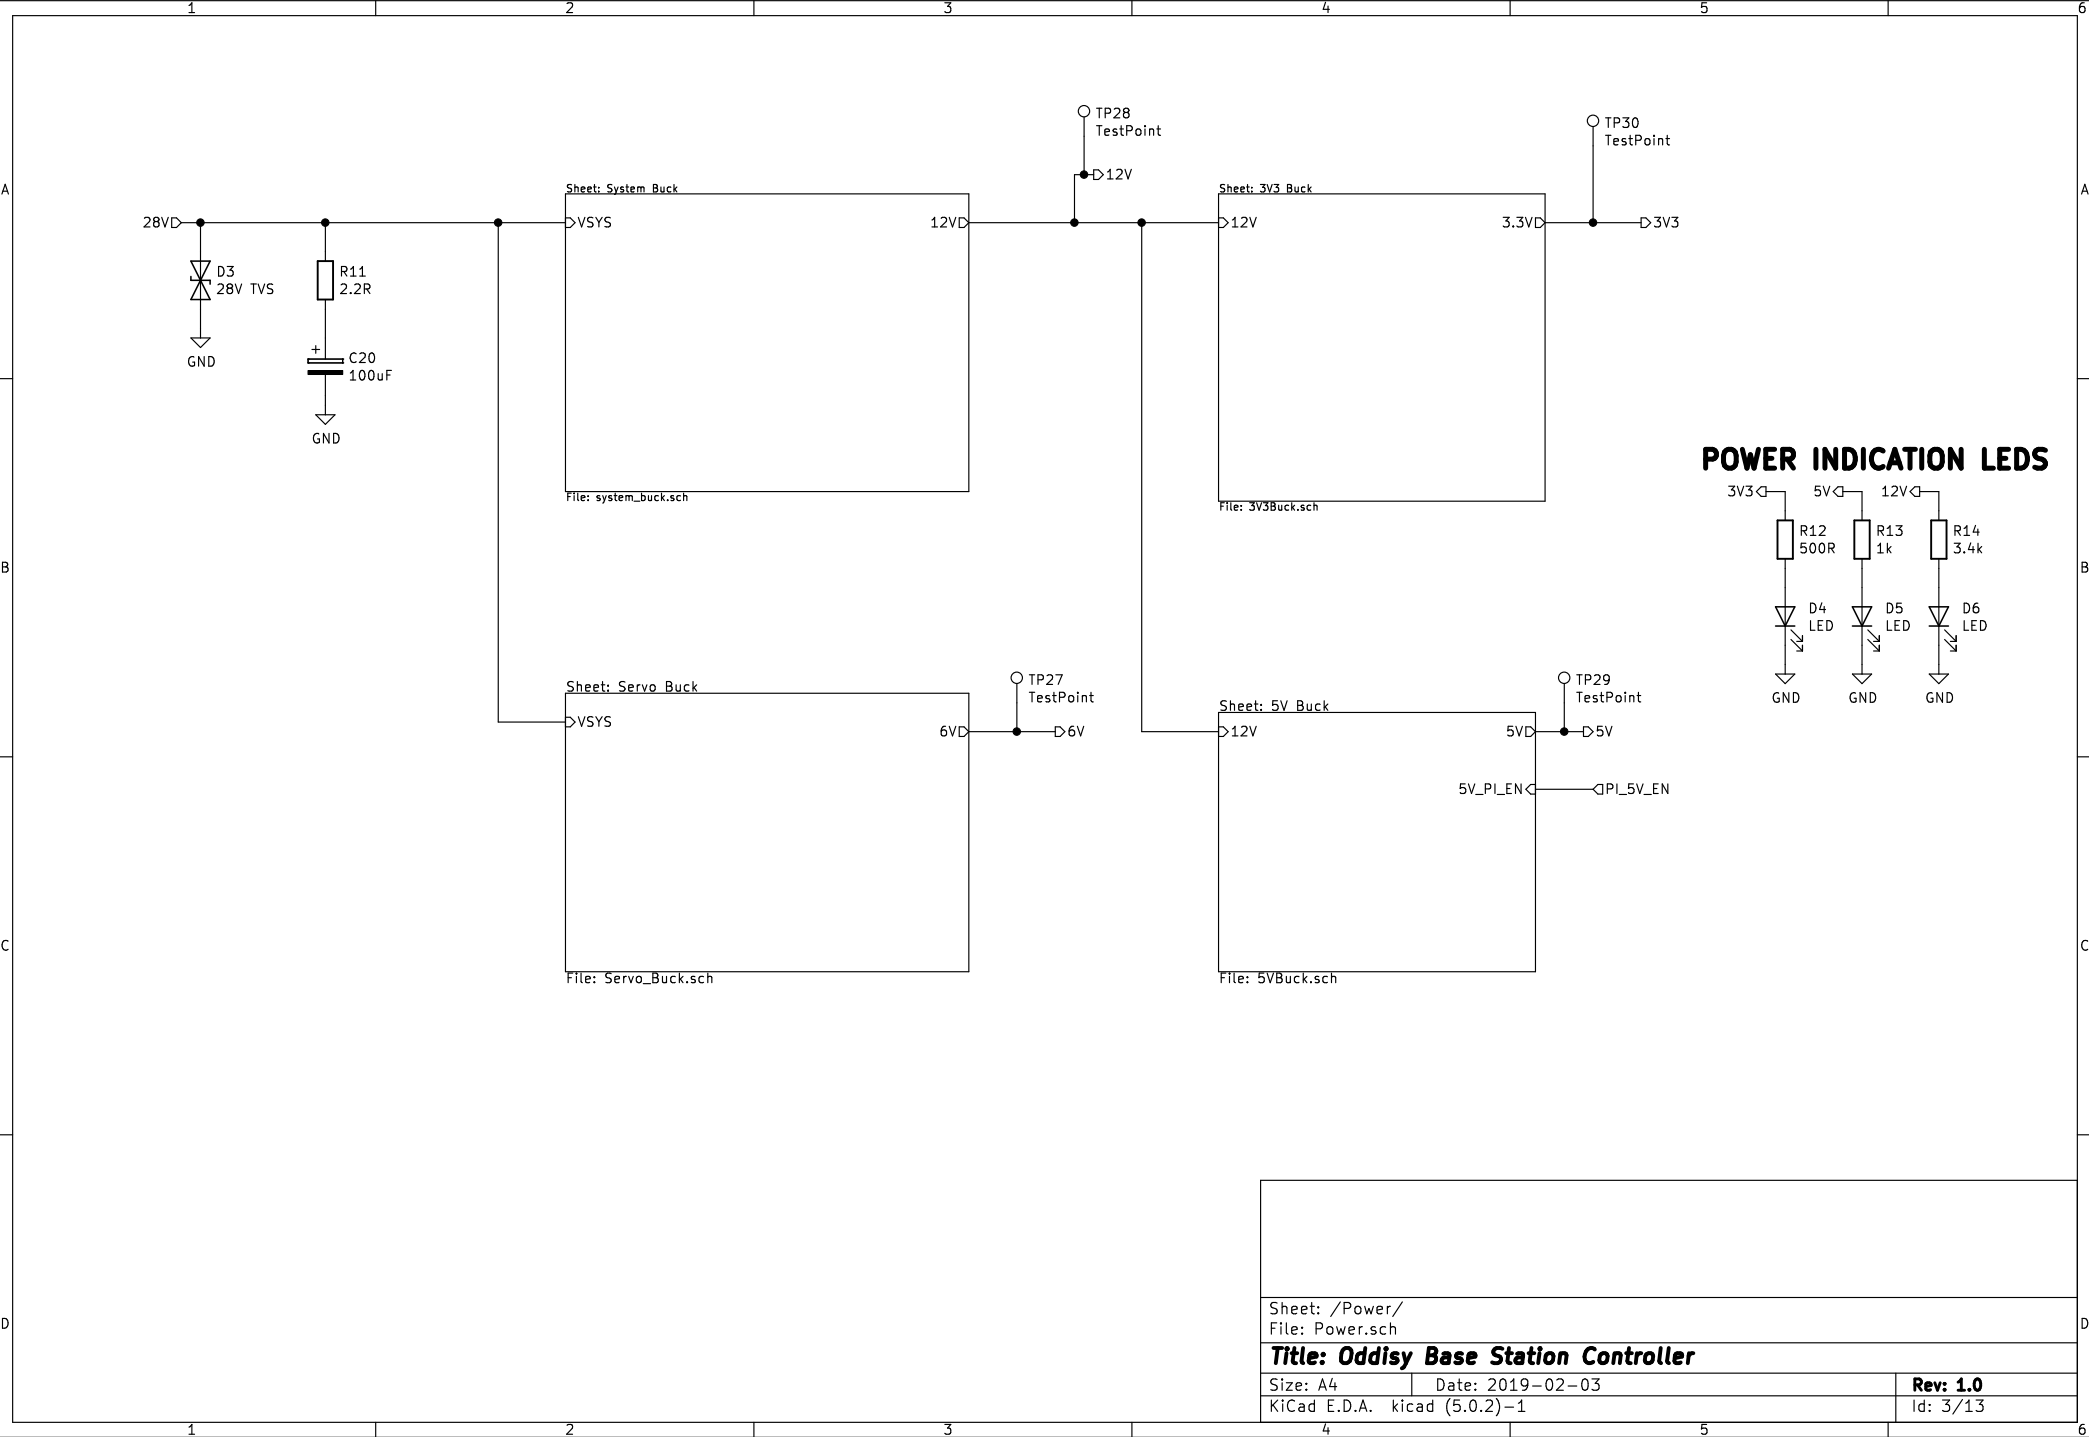 1 2 3 4 5 6
A A
B B
C C
D D
28V
D3
28V TVS
GND
R11
2.2R
+
C20
100uF
GND
Sheet: System Buck
VSYS
12V
File: system_buck.sch
TP28
TestPoint
12V
Sheet: 3V3 Buck
12V
3.3V
File: 3V3Buck.sch
TP30
TestPoint
3V3
POWER INDICATION LEDS
3V3 5V 12V
R12
500R
R13
1k
R14
3.4k
D4
LED
D5
LED
D6
LED
GND GND GND
Sheet: Servo Buck
VSYS
6V
File: Servo_Buck.sch
TP27
TestPoint
6V
Sheet: 5V Buck
12V
5V
5V_PI_EN
File: 5VBuck.sch
TP29
TestPoint
5V
PI_5V_EN
Sheet: /Power/
File: Power.sch
Title: Oddisy Base Station Controller
Size: A4 Date: 2019-02-03 Rev: 1.0
KiCad E.D.A. kicad (5.0.2)-1 Id: 3/13
1 2 3 4 5 6